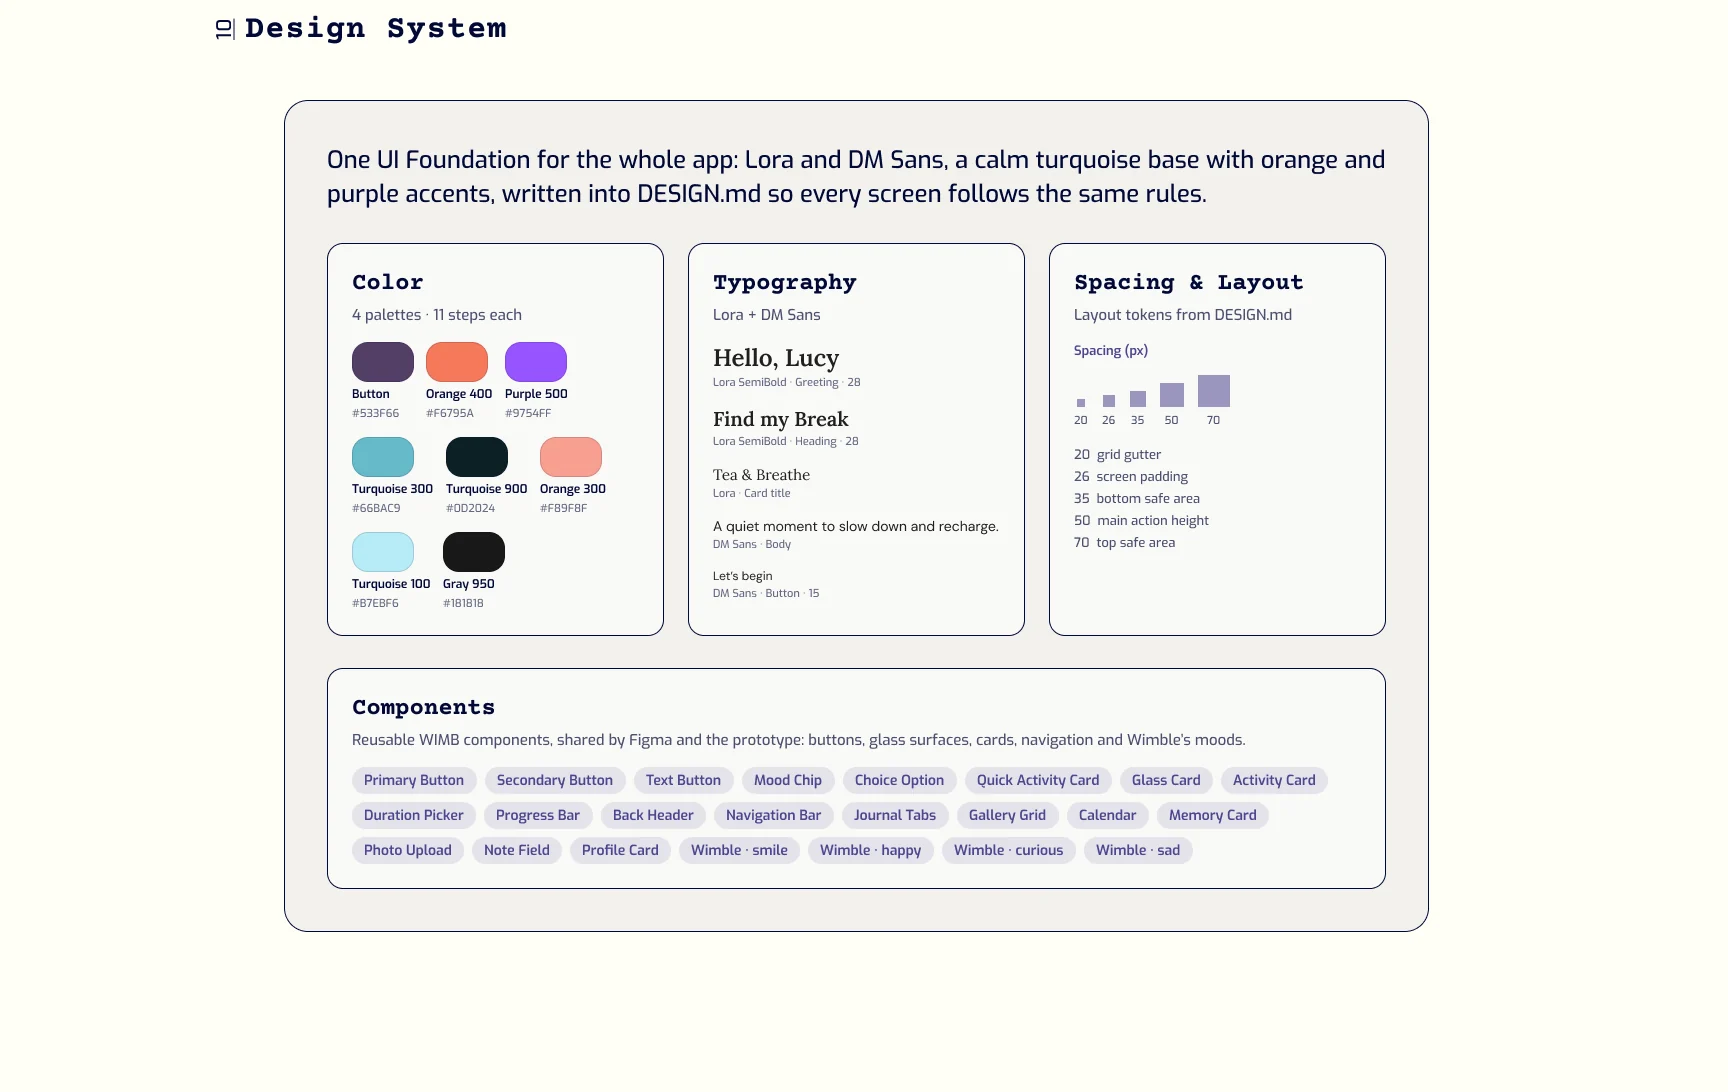 10
Design System
One UI Foundation for the whole app: Lora and DM Sans, a calm turquoise base with orange and
purple accents, written into DESIGN.md so every screen follows the same rules.
Color
4 palettes · 11 steps each
Button
#533F66
Orange 400
#F6795A
Purple 500
#9754FF
Turquoise 300
#66BAC9
Turquoise 900
#0D2024
Orange 300
#F89F8F
Turquoise 100
#B7EBF6
Gray 950
#181818
Typography
Lora + DM Sans
Hello, Lucy
Lora SemiBold · Greeting · 28
Find my Break
Lora SemiBold · Heading · 28
Tea & Breathe
Lora · Card title
A quiet moment to slow down and recharge.
DM Sans · Body
Let's begin
DM Sans · Button · 15
Spacing & Layout
Layout tokens from DESIGN.md
Spacing (px)
20 26 35 50 70
20 grid gutter
26 screen padding
35 bottom safe area
50 main action height
70 top safe area
Components
Reusable WIMB components, shared by Figma and the prototype: buttons, glass surfaces, cards, navigation and Wimble's moods.
Primary Button Secondary Button Text Button Mood Chip Choice Option Quick Activity Card Glass Card Activity Card
Duration Picker Progress Bar Back Header Navigation Bar Journal Tabs Gallery Grid Calendar Memory Card
Photo Upload Note Field Profile Card Wimble · smile Wimble · happy Wimble · curious Wimble · sad